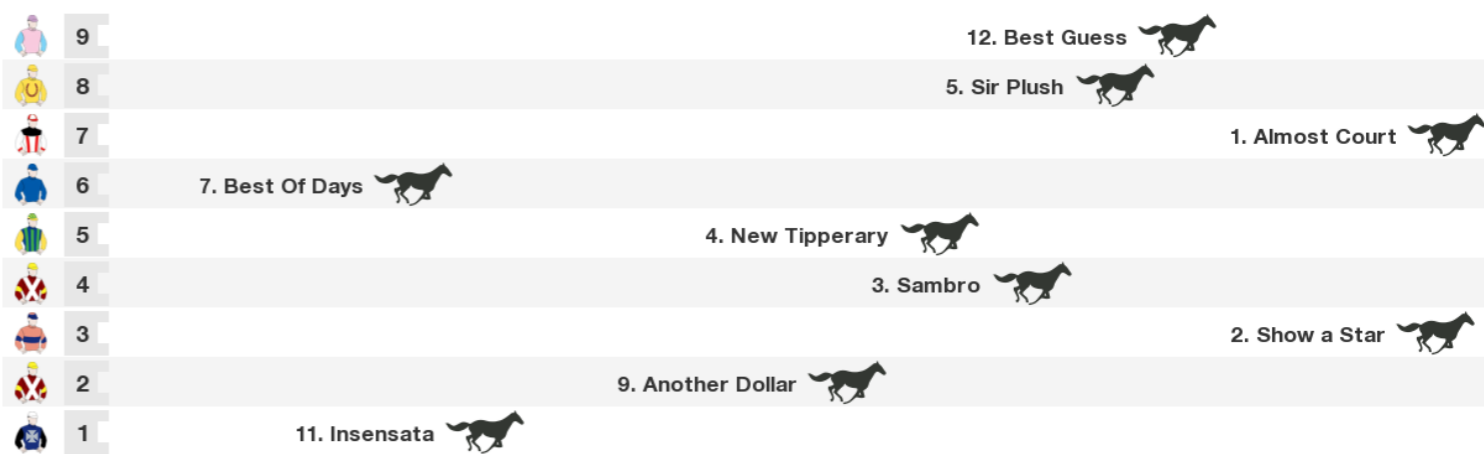 9 12. Best Guess
8 5. Sir Plush
7 1. Almost Court
6 7. Best Of Days
5 4. New Tipperary
4 3. Sambro
3 2. Show a Star
2 9. Another Dollar
1 11. Insensata